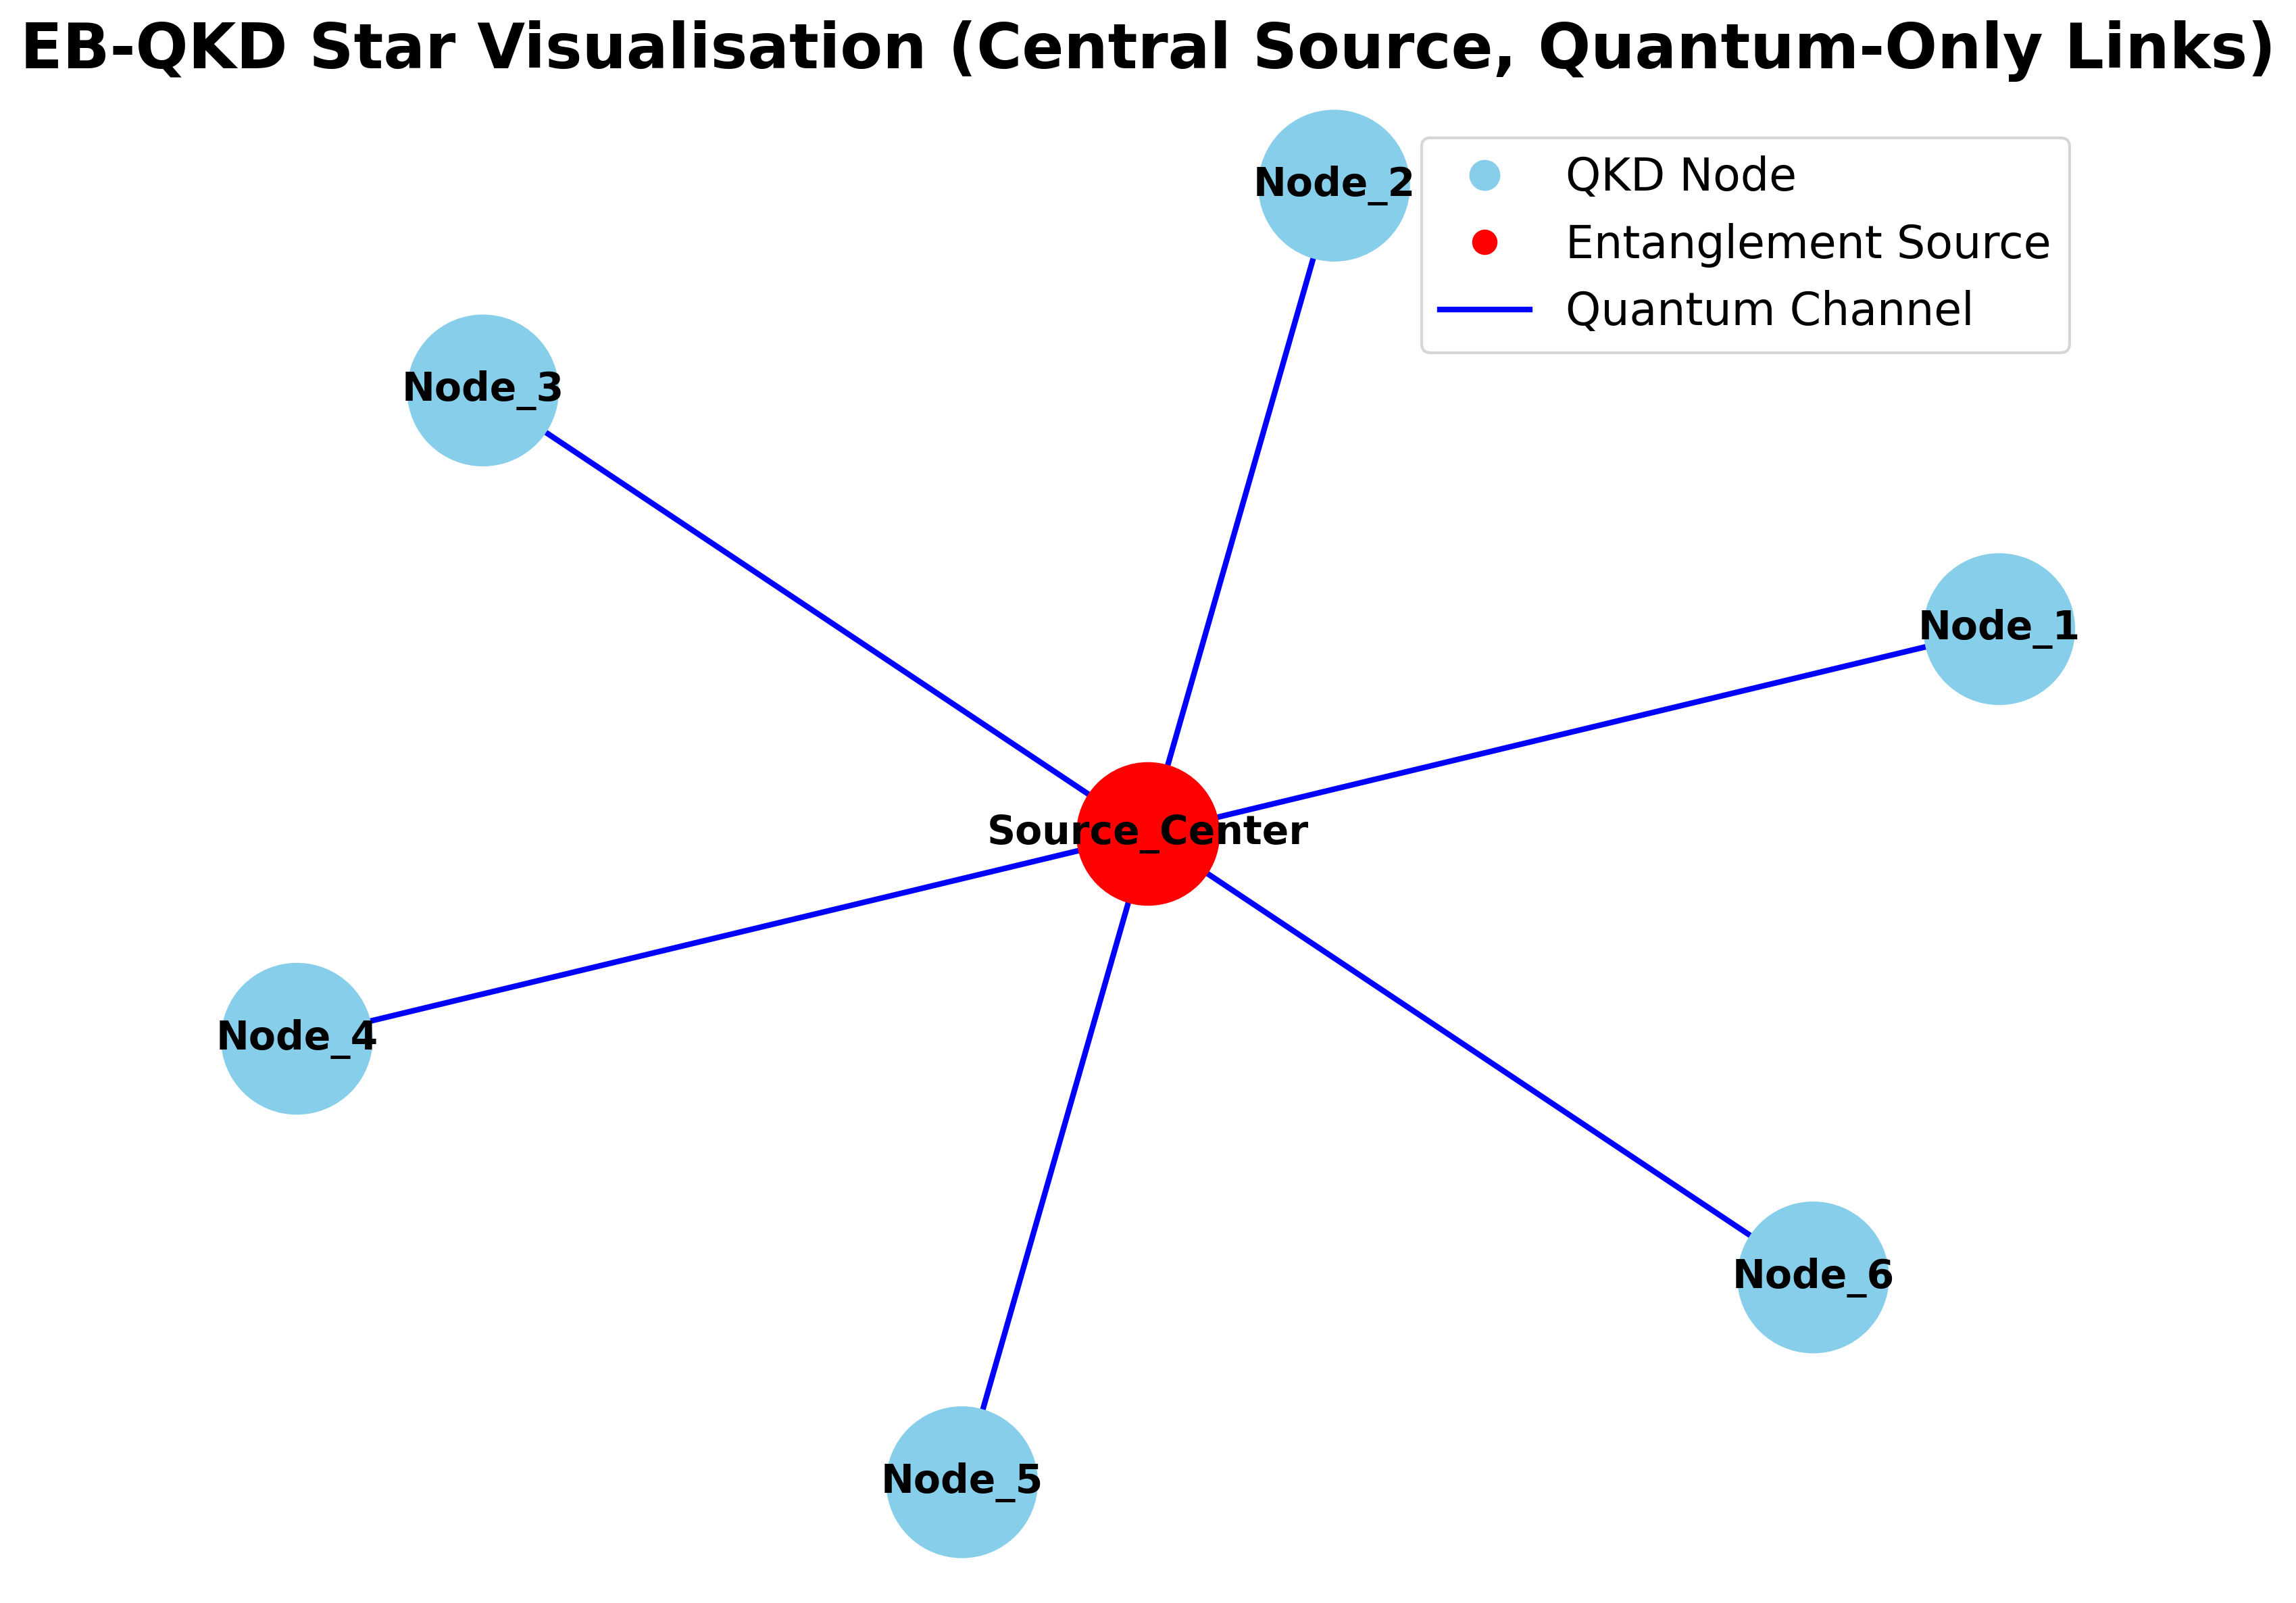 EB-QKD Star Visualisation (Central Source, Quantum-Only Links)
Node_2
QKD Node
Entanglement Source
Quantum Channel
Node_3
Node_1
Source_Center
Node_4
Node_6
Node_5